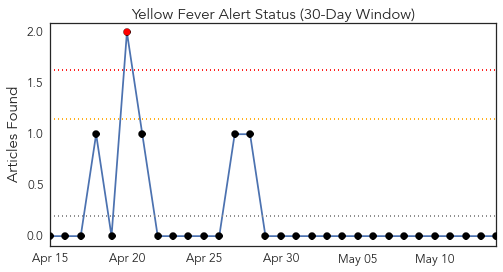 Yellow Fever Alert Status (30-Day Window)
Articles Found
2.0
1.5
1.0
0.5
0.0
Apr 15
Apr 20
Apr 25
Apr 30
May 05
May 10